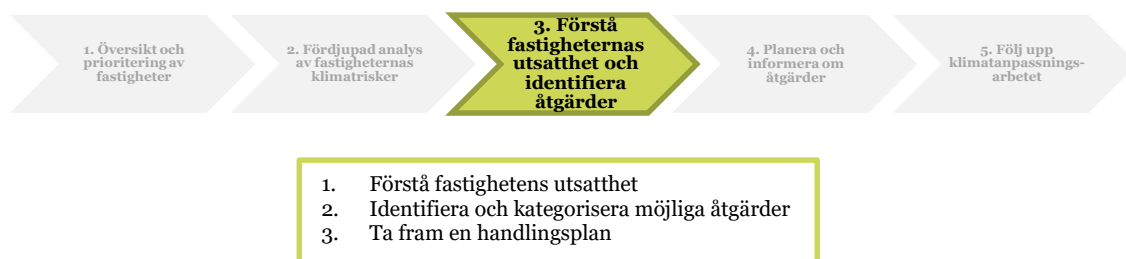 1. Översikt och
prioritering av
fastigheter
2. Fördjupad analys
av fastigheternas
klimatrisker
3. Förstå
fastigheternas
utsatthet och
identifiera
åtgärder
4. Planera och
informera om
åtgärder
5. Följ upp
klimatanpassnings-
arbetet
1. Förstå fastighetens utsatthet
2. Identifiera och kategorisera möjliga åtgärder
3. Ta fram en handlingsplan